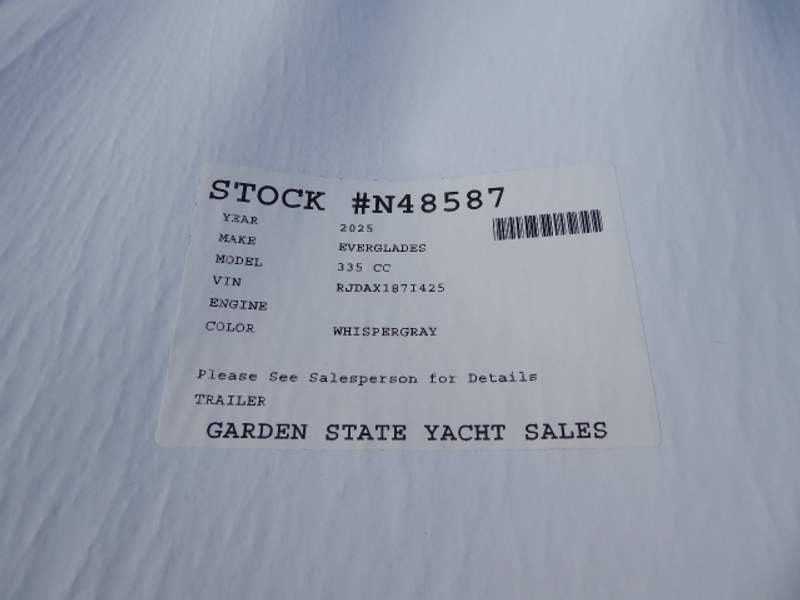 STOCK #N48587
YEAR 2025
MAKE EVERGLADES
MODEL 335 CC
VIN RJDAX187I425
ENGINE
COLOR WHISPERGRAY
Please See Salesperson for Details
TRAILER
GARDEN STATE YACHT SALES